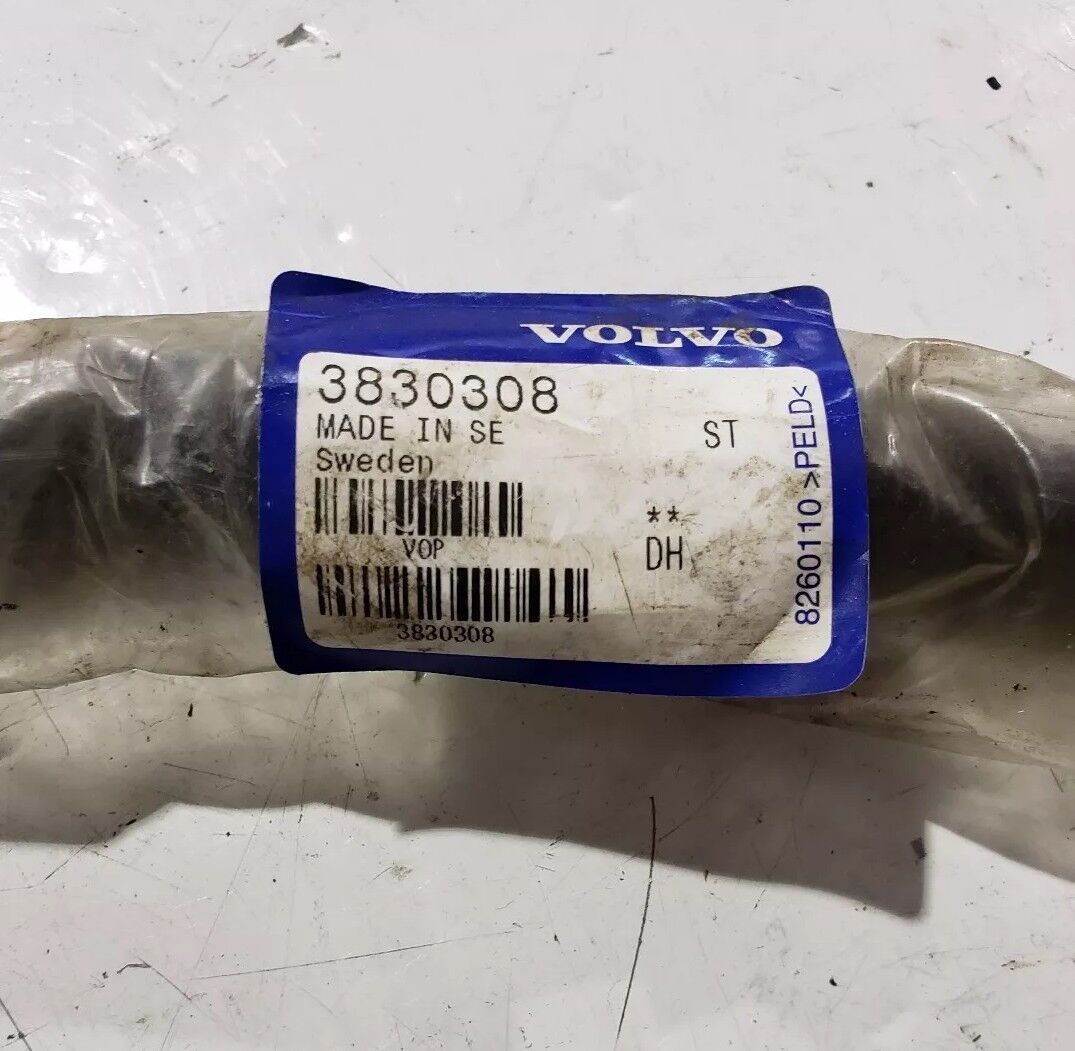 VOLVO
3830308
MADE IN SE ST
Sweden
**
VOP DH
3830308
8260110 >PELD<